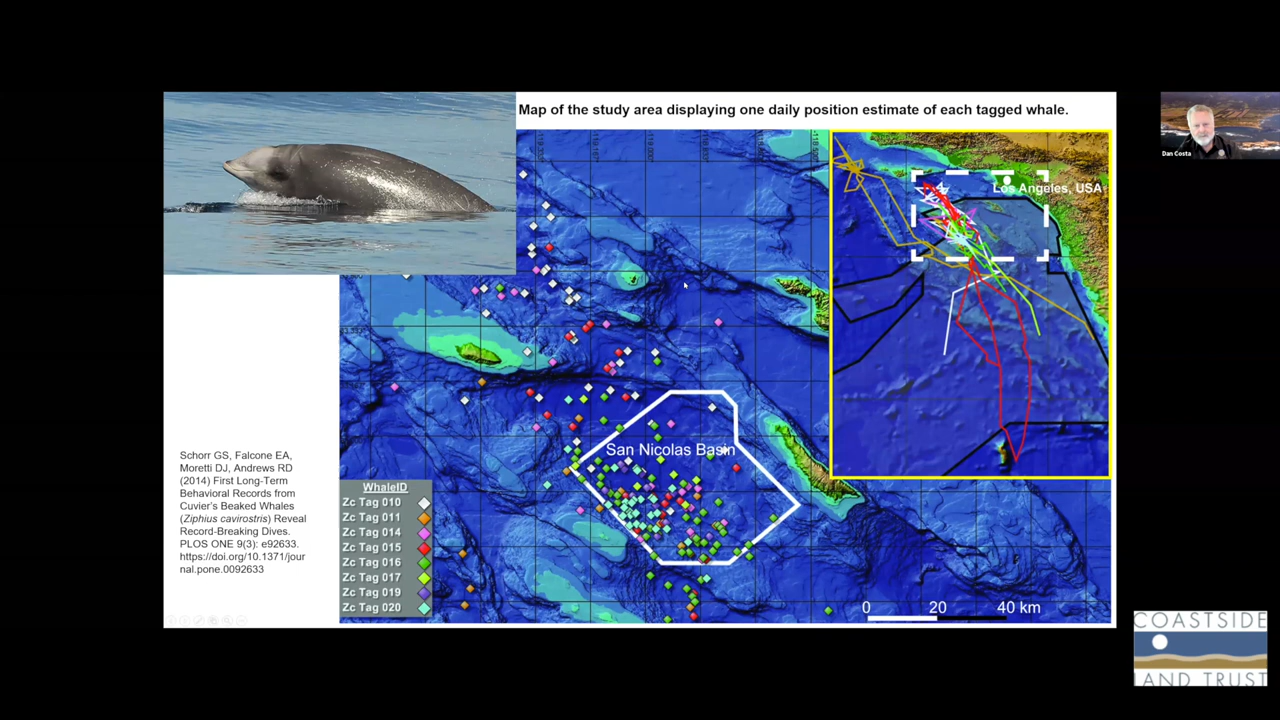 Map of the study area displaying one daily position estimate of each tagged whale.
Dan Costa
Los Angeles, USA
San Nicolas Basin
Schorr GS, Falcone EA,
Moretti DJ, Andrews RD
(2014) First Long-Term
Behavioral Records from
Cuvier's Beaked Whales
(Ziphius cavirostris) Reveal
Record-Breaking Dives.
PLOS ONE 9(3): e92633.
https://doi.org/10.1371/jour
nal.pone.0092633
WhaleID
Zc Tag 010
Zc Tag 011
Zc Tag 014
Zc Tag 015
Zc Tag 016
Zc Tag 017
Zc Tag 019
Zc Tag 020
0 20 40 km
COASTSIDE
LAND TRUST